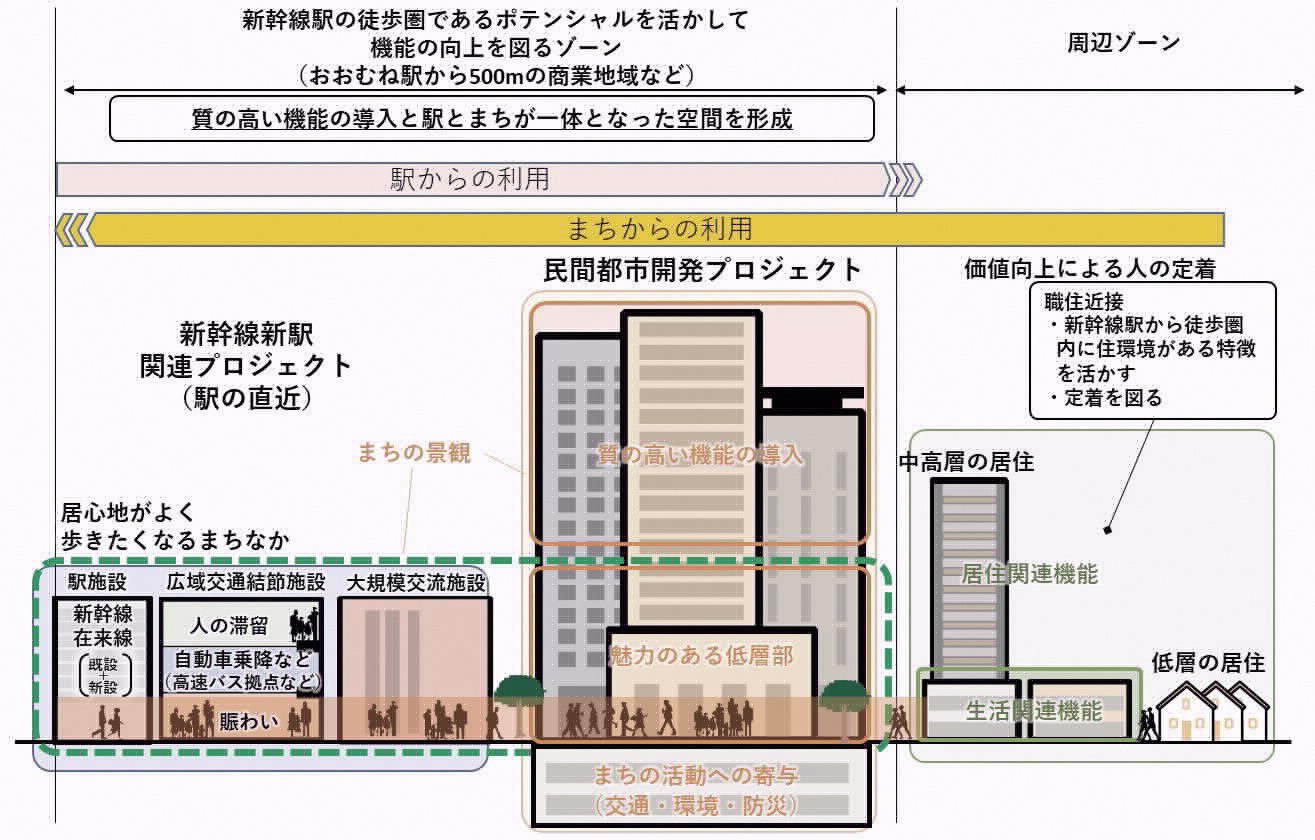 新幹線駅の徒歩圏であるポテンシャルを活かして
機能の向上を図るゾーン
（おおむね駅から500mの商業地域など）
周辺ゾーン
質の高い機能の導入と駅とまちが一体となった空間を形成
駅からの利用
まちからの利用
民間都市開発プロジェクト
価値向上による人の定着
職住近接
・新幹線駅から徒歩圏
内に住環境がある特徴
を活かす
・定着を図る
新幹線新駅
関連プロジェクト
（駅の直近）
まちの景観
質の高い機能の導入
中高層の居住
居心地がよく
歩きたくなるまちなか
居住関連機能
駅施設
広域交通結節施設
大規模交流施設
新幹線
在来線
既設
+
新設
人の滞留
自動車乗降など
（高速バス拠点など）
賑わい
魅力のある低層部
低層の居住
生活関連機能
まちの活動への寄与
（交通・環境・防災）